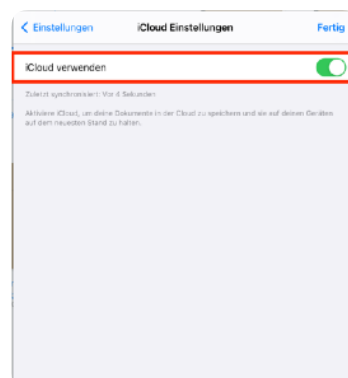 Einstellungen iCloud Einstellungen Fertig
iCloud verwenden
Zuletzt synchronisiert: Vor 4 Sekunden
Aktiviere iCloud, um deine Dokumente in der Cloud zu speichern und sie auf deinen Geräten
auf dem neuesten Stand zu halten.